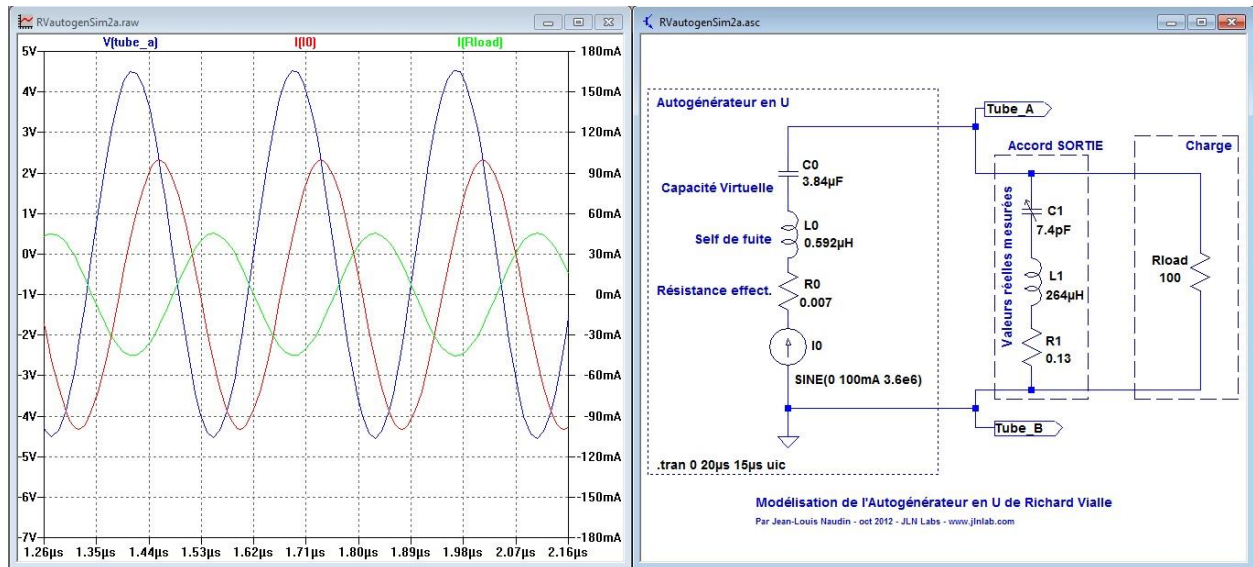 RVautogenSim2a.raw
V(tube_a) I(I0) I(Rload)
5V 180mA
4V 150mA
3V 120mA
2V 90mA
1V 60mA
0V 30mA
-1V 0mA
-2V -30mA
-3V -60mA
-4V -90mA
-5V -120mA
-6V -150mA
-7V -180mA
1.26µs 1.35µs 1.44µs 1.53µs 1.62µs 1.71µs 1.80µs 1.89µs 1.98µs 2.07µs 2.16µs
RVautogenSim2a.asc
Autogénérateur en U
Tube_A
Accord SORTIE
Charge
C0
3.84µF
Capacité Virtuelle
L0
0.592µH
Self de fuite
R0
0.007
Résistance effect.
I0
SINE(0 100mA 3.6e6)
Valeurs réelles mesurées
C1
7.4pF
L1
264µH
R1
0.13
Rload
100
Tube_B
.tran 0 20µs 15µs uic
Modélisation de l'Autogénérateur en U de Richard Vialle
Par Jean-Louis Naudin - oct 2012 - JLN Labs - www.jlnlab.com